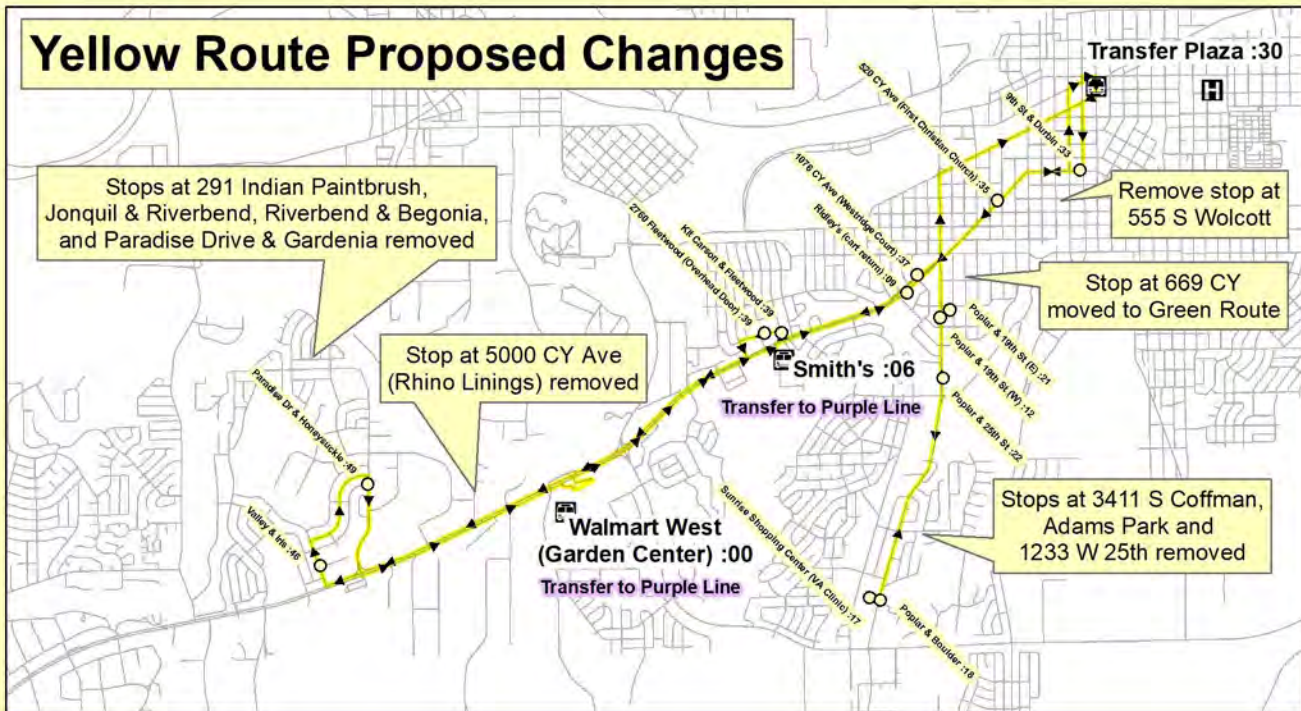 Yellow Route Proposed Changes
Transfer Plaza :30
H
520 CY Ave (First Christian Church) :35
9th St & Durbin :33
1076 CY Ave (Westridge Court) :37
Ridley's (cart return) :09
Kit Carson & Fleetwood :39
2760 Fleetwood (Overhead Door) :39
Stops at 291 Indian Paintbrush,
Jonquil & Riverbend, Riverbend & Begonia,
and Paradise Drive & Gardenia removed
Remove stop at
555 S Wolcott
Stop at 669 CY
moved to Green Route
Stop at 5000 CY Ave
(Rhino Linings) removed
Smith's :06
Transfer to Purple Line
Poplar & 19th St (E) :21
Poplar & 19th St (W) :12
Poplar & 25th St :22
Paradise Dr & Honeysuckle :49
Valley & Iris :46
Walmart West
(Garden Center) :00
Transfer to Purple Line
Sunrise Shopping Center (VA Clinic) :17
Poplar & Boulder :18
Stops at 3411 S Coffman,
Adams Park and
1233 W 25th removed